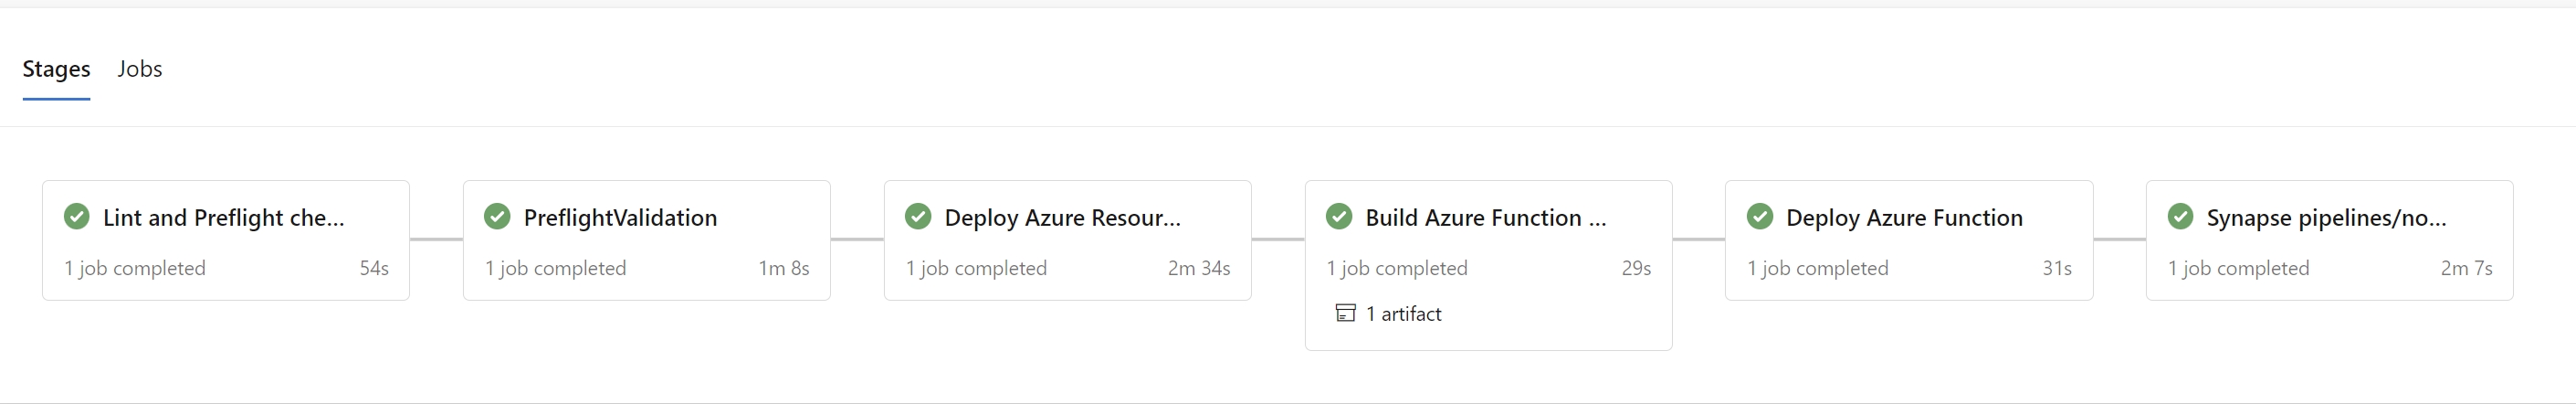 Stages Jobs
Lint and Preflight che...
1 job completed 54s
PreflightValidation
1 job completed 1m 8s
Deploy Azure Resour...
1 job completed 2m 34s
Build Azure Function ...
1 job completed 29s
1 artifact
Deploy Azure Function
1 job completed 31s
Synapse pipelines/no...
1 job completed 2m 7s